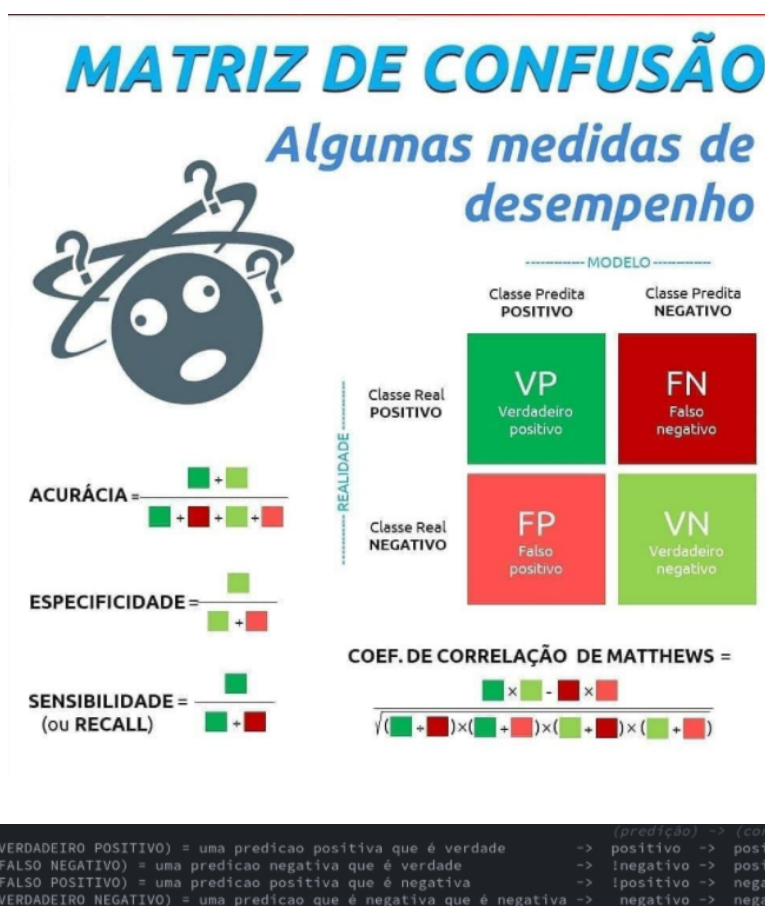 MATRIZ DE CONFUSÃO
Algumas medidas de
desempenho
------------ MODELO ------------
Classe Predita
POSITIVO
Classe Predita
NEGATIVO
REALIDADE
Classe Real
POSITIVO
VP
Verdadeiro
positivo
FN
Falso
negativo
Classe Real
NEGATIVO
FP
Falso
positivo
VN
Verdadeiro
negativo
ACURÁCIA =
+
+ + +
ESPECIFICIDADE =
+
SENSIBILIDADE =
(ou RECALL)
+
COEF. DE CORRELAÇÃO DE MATTHEWS =
× - ×
√( + )×( + )×( + )×( + )
(predição) ->
VERDADEIRO POSITIVO) = uma predicao positiva que é verdade -> positivo ->
FALSO NEGATIVO) = uma predicao negativa que é verdade -> !negativo ->
FALSO POSITIVO) = uma predicao positiva que é negativa -> !positivo ->
VERDADEIRO NEGATIVO) = uma predicao que é negativa que é negativa -> negativo ->